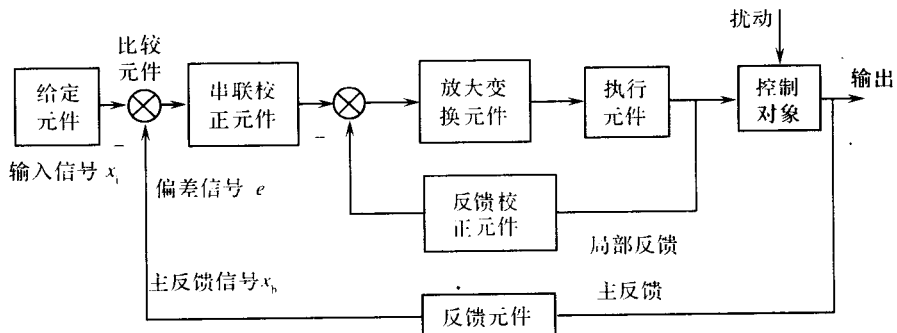 扰动
比较
元件
给定
元件
串联校
正元件
放大变
换元件
执行
元件
控制
对象
输出
−
−
输入信号 xᵢ
偏差信号 e
反馈校
正元件
局部反馈
主反馈信号x_b
主反馈
反馈元件